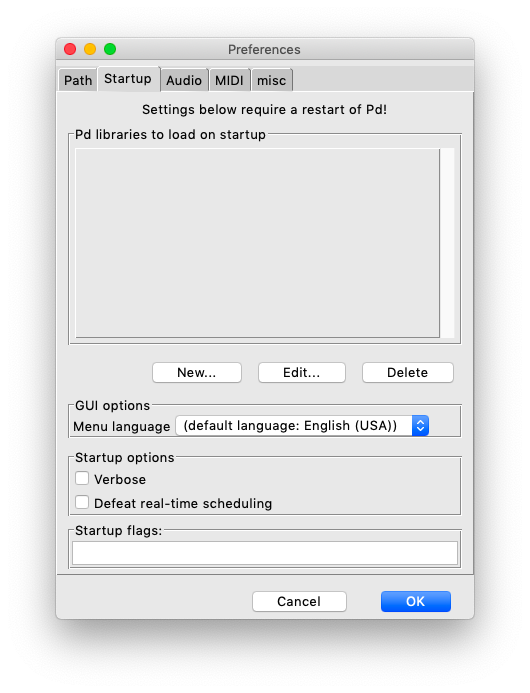 Preferences
Path Startup Audio MIDI misc
Settings below require a restart of Pd!
Pd libraries to load on startup
New... Edit... Delete
GUI options
Menu language (default language: English (USA))
Startup options
Verbose
Defeat real-time scheduling
Startup flags:
Cancel OK